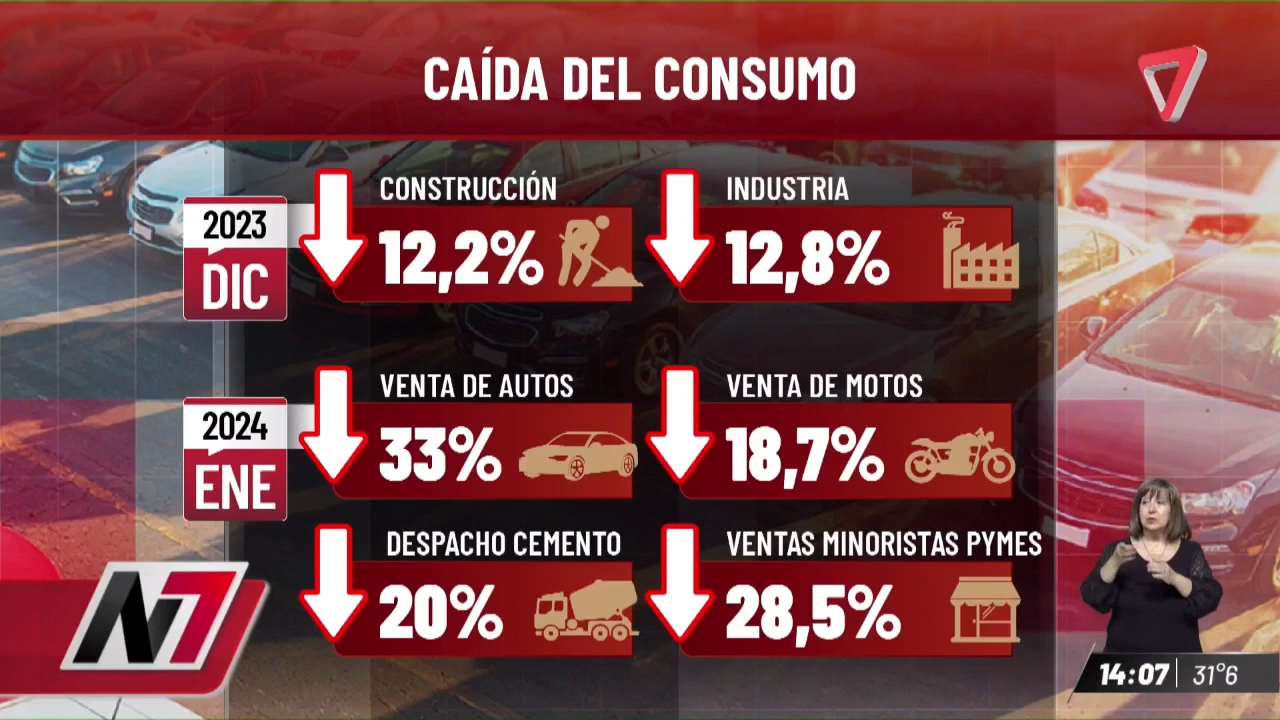 CAÍDA DEL CONSUMO
2023
DIC
CONSTRUCCIÓN
12,2%
INDUSTRIA
12,8%
2024
ENE
VENTA DE AUTOS
33%
VENTA DE MOTOS
18,7%
DESPACHO CEMENTO
20%
VENTAS MINORISTAS PYMES
28,5%
N7
14:07
31°6